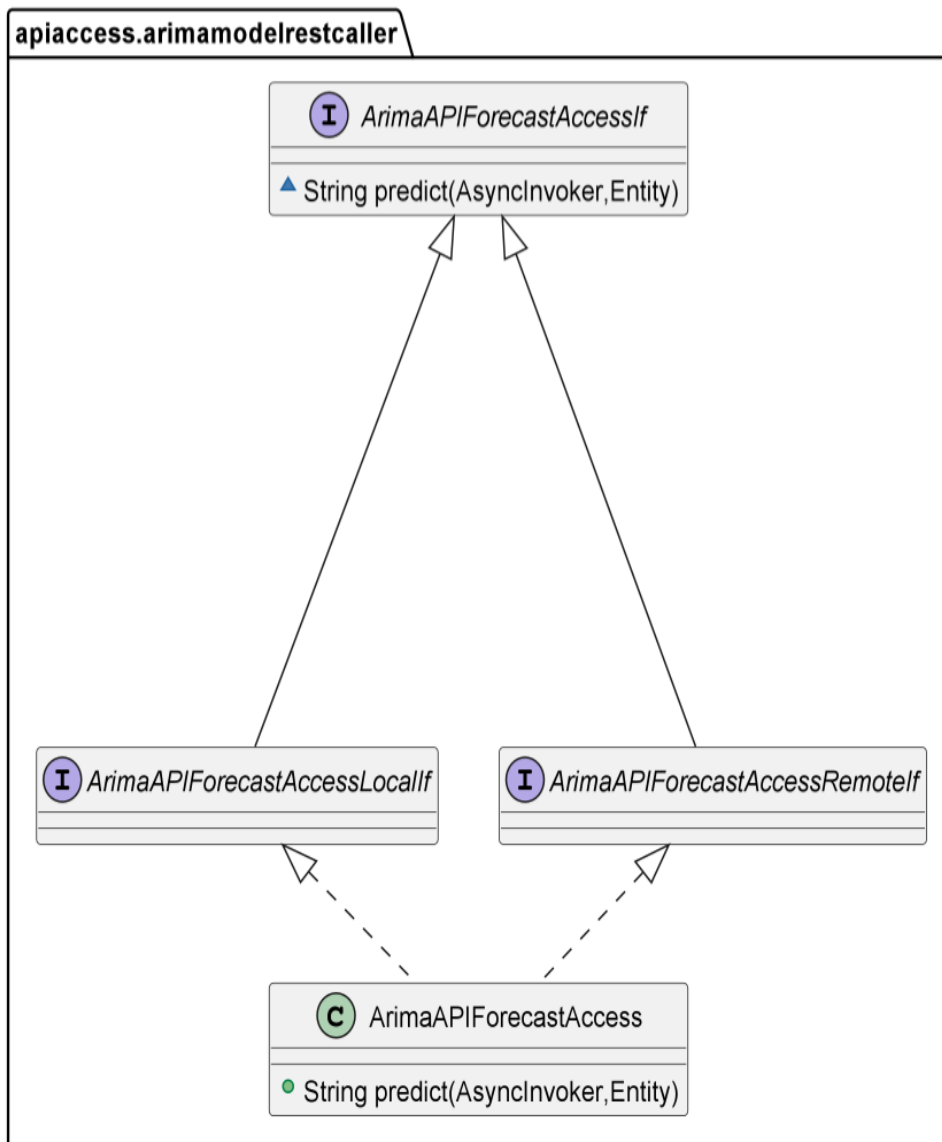 apiaccess.arimamodelrestcaller
I ArimaAPIForecastAccessIf
String predict(AsyncInvoker,Entity)
I ArimaAPIForecastAccessLocalIf
I ArimaAPIForecastAccessRemoteIf
C ArimaAPIForecastAccess
String predict(AsyncInvoker,Entity)